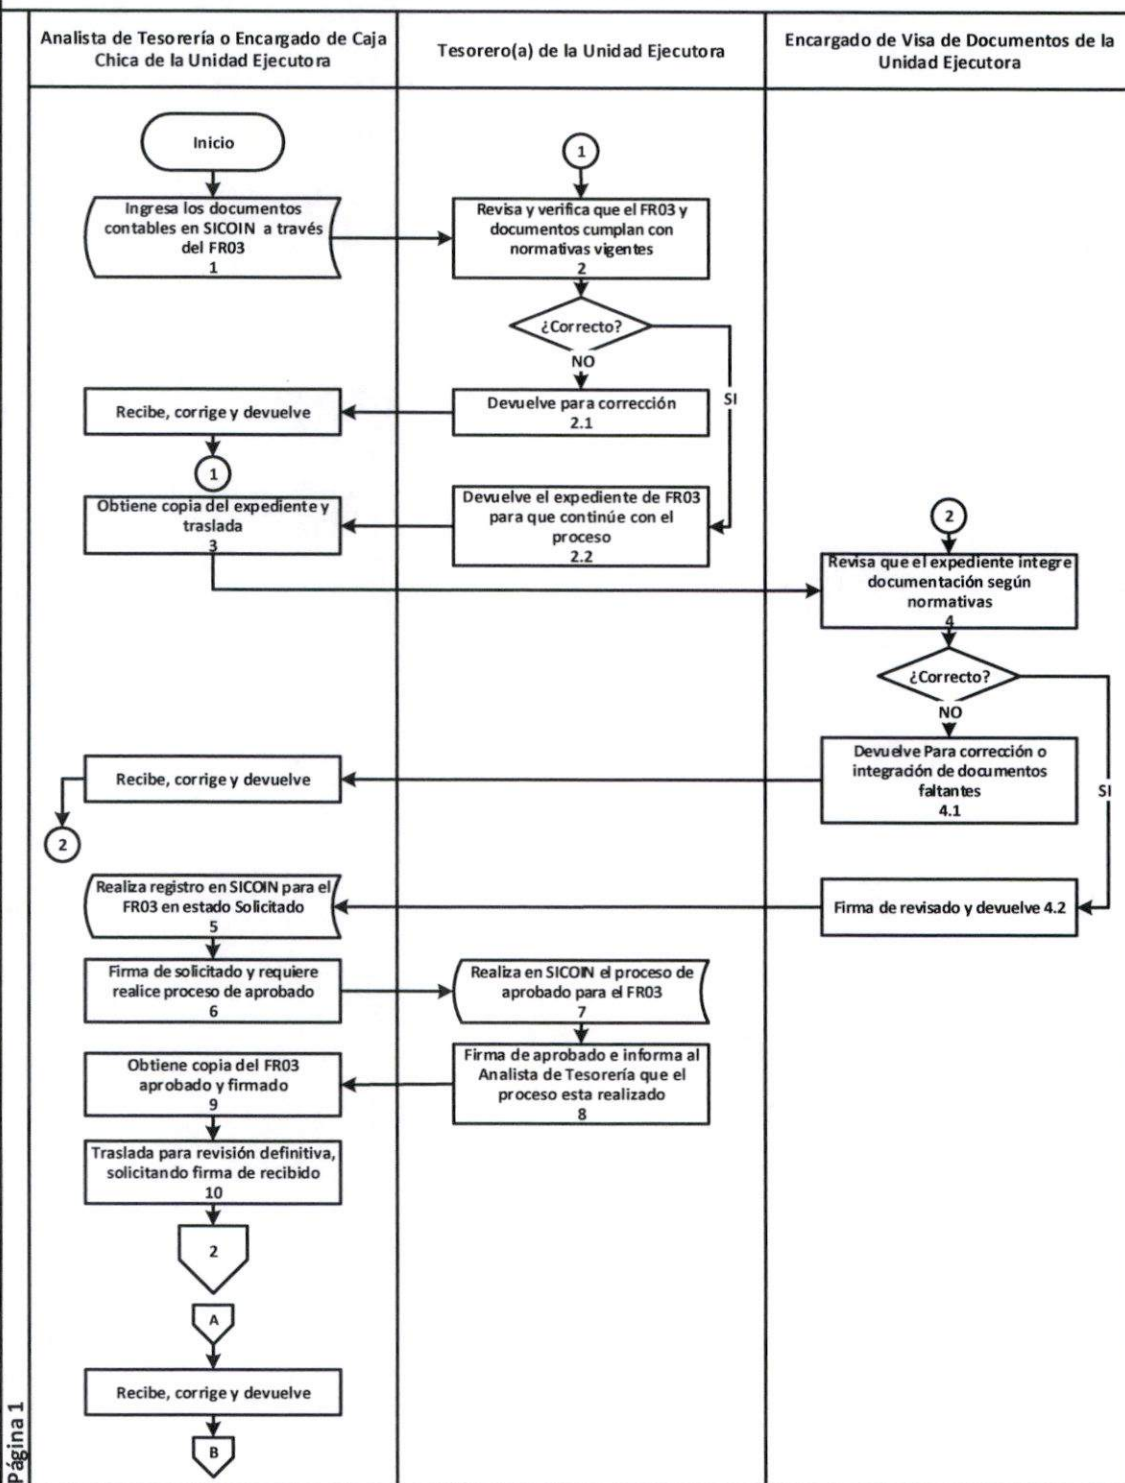 Analista de Tesorería o Encargado de Caja
Chica de la Unidad Ejecutora
Tesorero(a) de la Unidad Ejecutora
Encargado de Visa de Documentos de la
Unidad Ejecutora
Inicio
1
Ingresa los documentos
contables en SICOIN a través
del FR03
1
Revisa y verifica que el FR03 y
documentos cumplan con
normativas vigentes
2
¿Correcto?
NO
SI
Devuelve para corrección
2.1
Recibe, corrige y devuelve
1
Devuelve el expediente de FR03
para que continúe con el
proceso
2.2
Obtiene copia del expediente y
traslada
3
2
Revisa que el expediente integre
documentación según
normativas
4
¿Correcto?
NO
SI
Devuelve Para corrección o
integración de documentos
faltantes
4.1
Recibe, corrige y devuelve
2
Firma de revisado y devuelve 4.2
Realiza registro en SICOIN para el
FR03 en estado Solicitado
5
Firma de solicitado y requiere
realice proceso de aprobado
6
Realiza en SICOIN el proceso de
aprobado para el FR03
7
Firma de aprobado e informa al
Analista de Tesorería que el
proceso esta realizado
8
Obtiene copia del FR03
aprobado y firmado
9
Traslada para revisión definitiva,
solicitando firma de recibido
10
2
A
Recibe, corrige y devuelve
B
Página 1